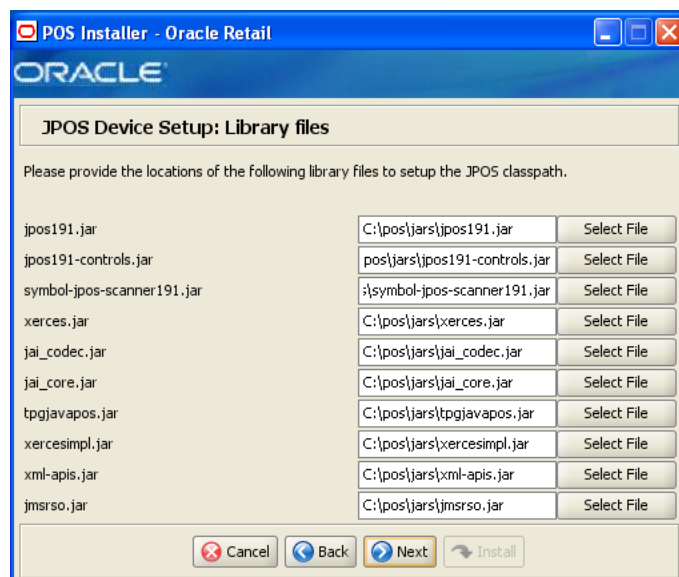 POS Installer - Oracle Retail
ORACLE
JPOS Device Setup: Library files
Please provide the locations of the following library files to setup the JPOS classpath.
jpos191.jar C:\pos\jars\jpos191.jar Select File
jpos191-controls.jar pos\jars\jpos191-controls.jar Select File
symbol-jpos-scanner191.jar \symbol-jpos-scanner191.jar Select File
xerces.jar C:\pos\jars\xerces.jar Select File
jai_codec.jar C:\pos\jars\jai_codec.jar Select File
jai_core.jar C:\pos\jars\jai_core.jar Select File
tpgjavapos.jar C:\pos\jars\tpgjavapos.jar Select File
xercesimpl.jar C:\pos\jars\xercesimpl.jar Select File
xml-apis.jar C:\pos\jars\xml-apis.jar Select File
jmsrso.jar C:\pos\jars\jmsrso.jar Select File
Cancel Back Next Install